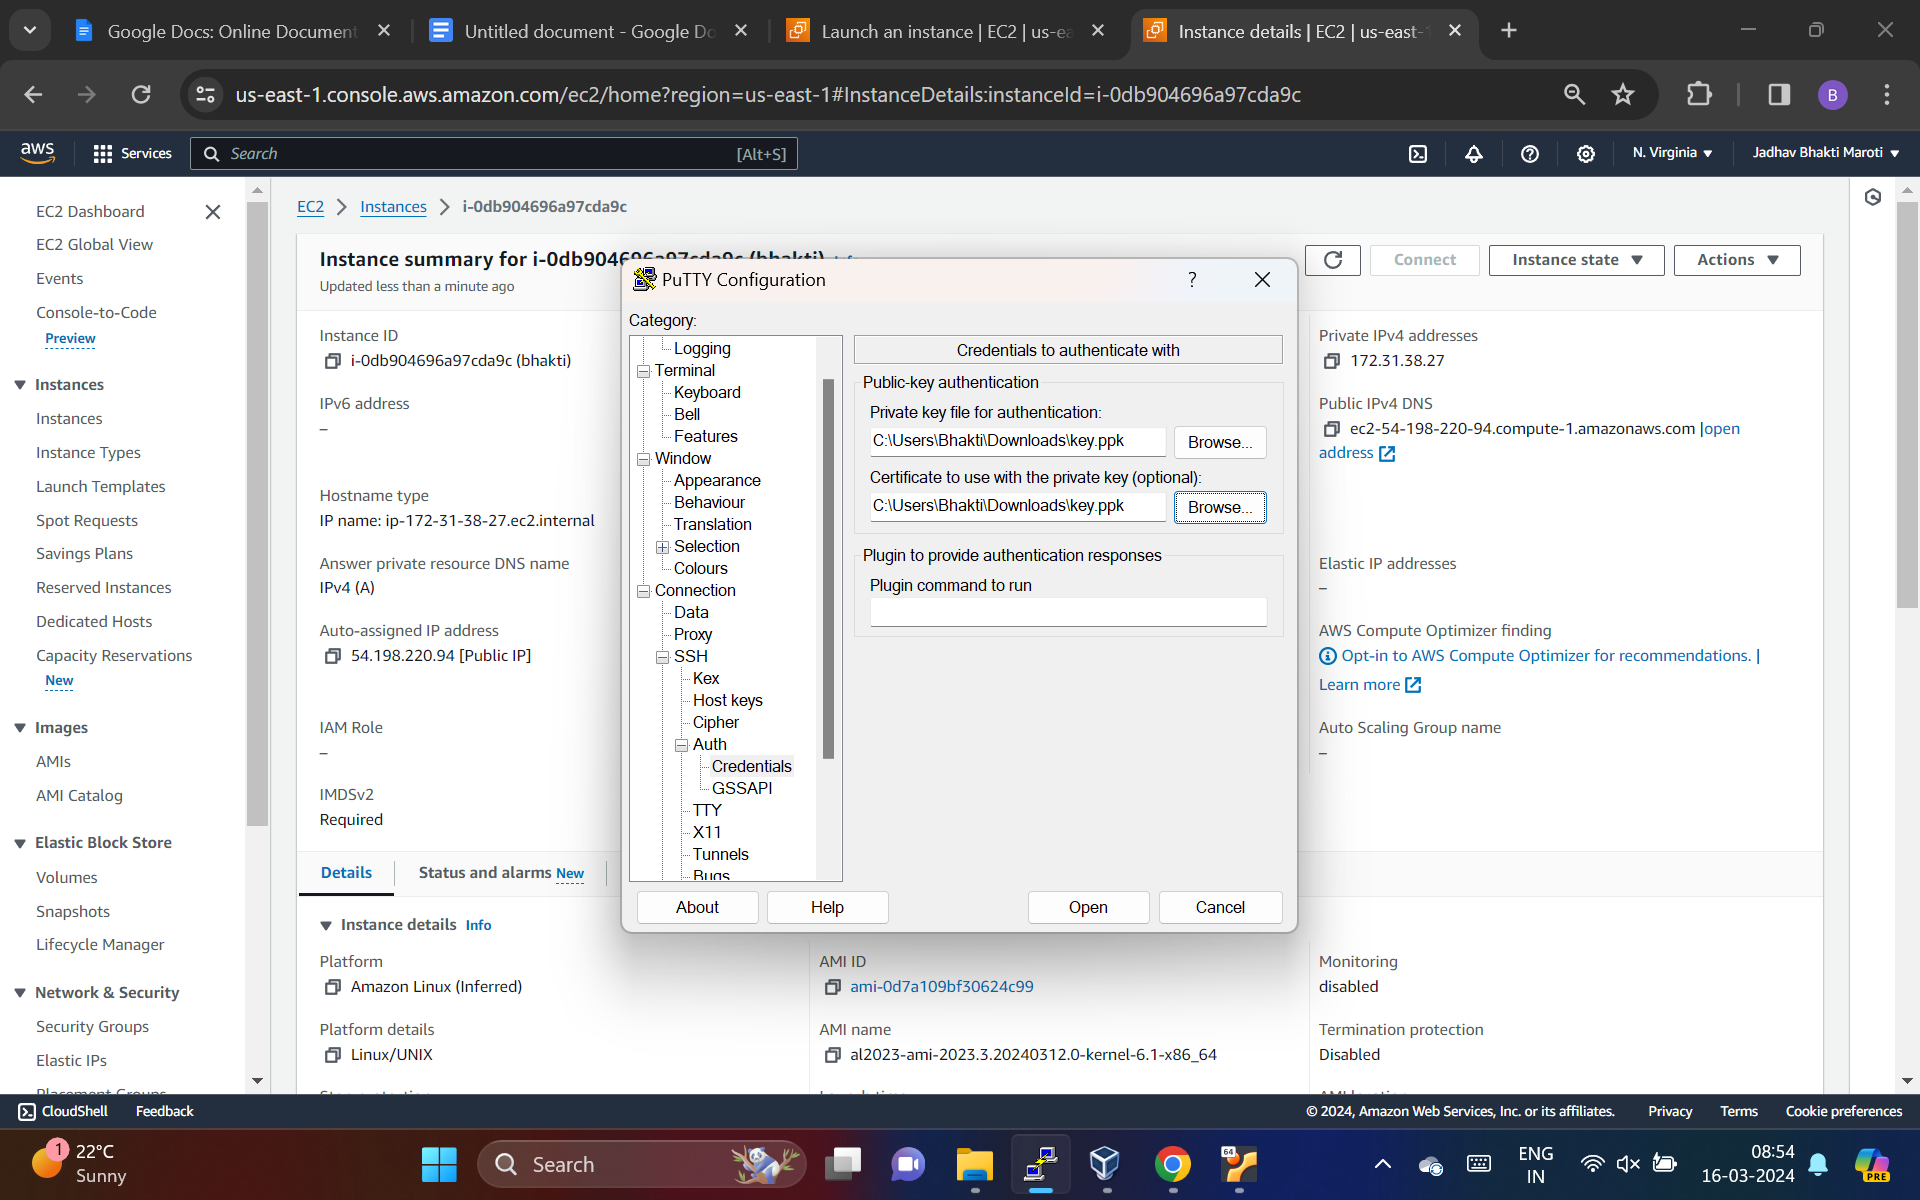 Google Docs: Online Document
Untitled document - Google Do
Launch an instance | EC2 | us-ea
Instance details | EC2 | us-east-1
us-east-1.console.aws.amazon.com/ec2/home?region=us-east-1#InstanceDetails:instanceId=i-0db904696a97cda9c
B
aws
Services
Search
[Alt+S]
N. Virginia
Jadhav Bhakti Maroti
EC2 Dashboard
EC2 Global View
Events
Console-to-Code
Preview
Instances
Instances
Instance Types
Launch Templates
Spot Requests
Savings Plans
Reserved Instances
Dedicated Hosts
Capacity Reservations
New
Images
AMIs
AMI Catalog
Elastic Block Store
Volumes
Snapshots
Lifecycle Manager
Network & Security
Security Groups
Elastic IPs
Placement Groups
EC2 > Instances > i-0db904696a97cda9c
Instance summary for i-0db904696a97cda9c (bhakti) Info
Updated less than a minute ago
Connect
Instance state
Actions
Instance ID
i-0db904696a97cda9c (bhakti)
IPv6 address
–
Hostname type
IP name: ip-172-31-38-27.ec2.internal
Answer private resource DNS name
IPv4 (A)
Auto-assigned IP address
54.198.220.94 [Public IP]
IAM Role
–
IMDSv2
Required
PuTTY Configuration
?
Category:
Logging
Terminal
Keyboard
Bell
Features
Window
Appearance
Behaviour
Translation
Selection
Colours
Connection
Data
Proxy
SSH
Kex
Host keys
Cipher
Auth
Credentials
GSSAPI
TTY
X11
Tunnels
Bugs
Credentials to authenticate with
Public-key authentication
Private key file for authentication:
C:\Users\Bhakti\Downloads\key.ppk
Browse...
Certificate to use with the private key (optional):
C:\Users\Bhakti\Downloads\key.ppk
Browse...
Plugin to provide authentication responses
Plugin command to run
About
Help
Open
Cancel
Private IPv4 addresses
172.31.38.27
Public IPv4 DNS
ec2-54-198-220-94.compute-1.amazonaws.com |open
address
Elastic IP addresses
–
AWS Compute Optimizer finding
Opt-in to AWS Compute Optimizer for recommendations. |
Learn more
Auto Scaling Group name
–
Details
Status and alarms New
Instance details Info
Platform
Amazon Linux (Inferred)
Platform details
Linux/UNIX
AMI ID
ami-0d7a109bf30624c99
AMI name
al2023-ami-2023.3.20240312.0-kernel-6.1-x86_64
Monitoring
disabled
Termination protection
Disabled
CloudShell
Feedback
© 2024, Amazon Web Services, Inc. or its affiliates.
Privacy
Terms
Cookie preferences
1
22°C
Sunny
Search
64
ENG
IN
08:54
16-03-2024
PRE